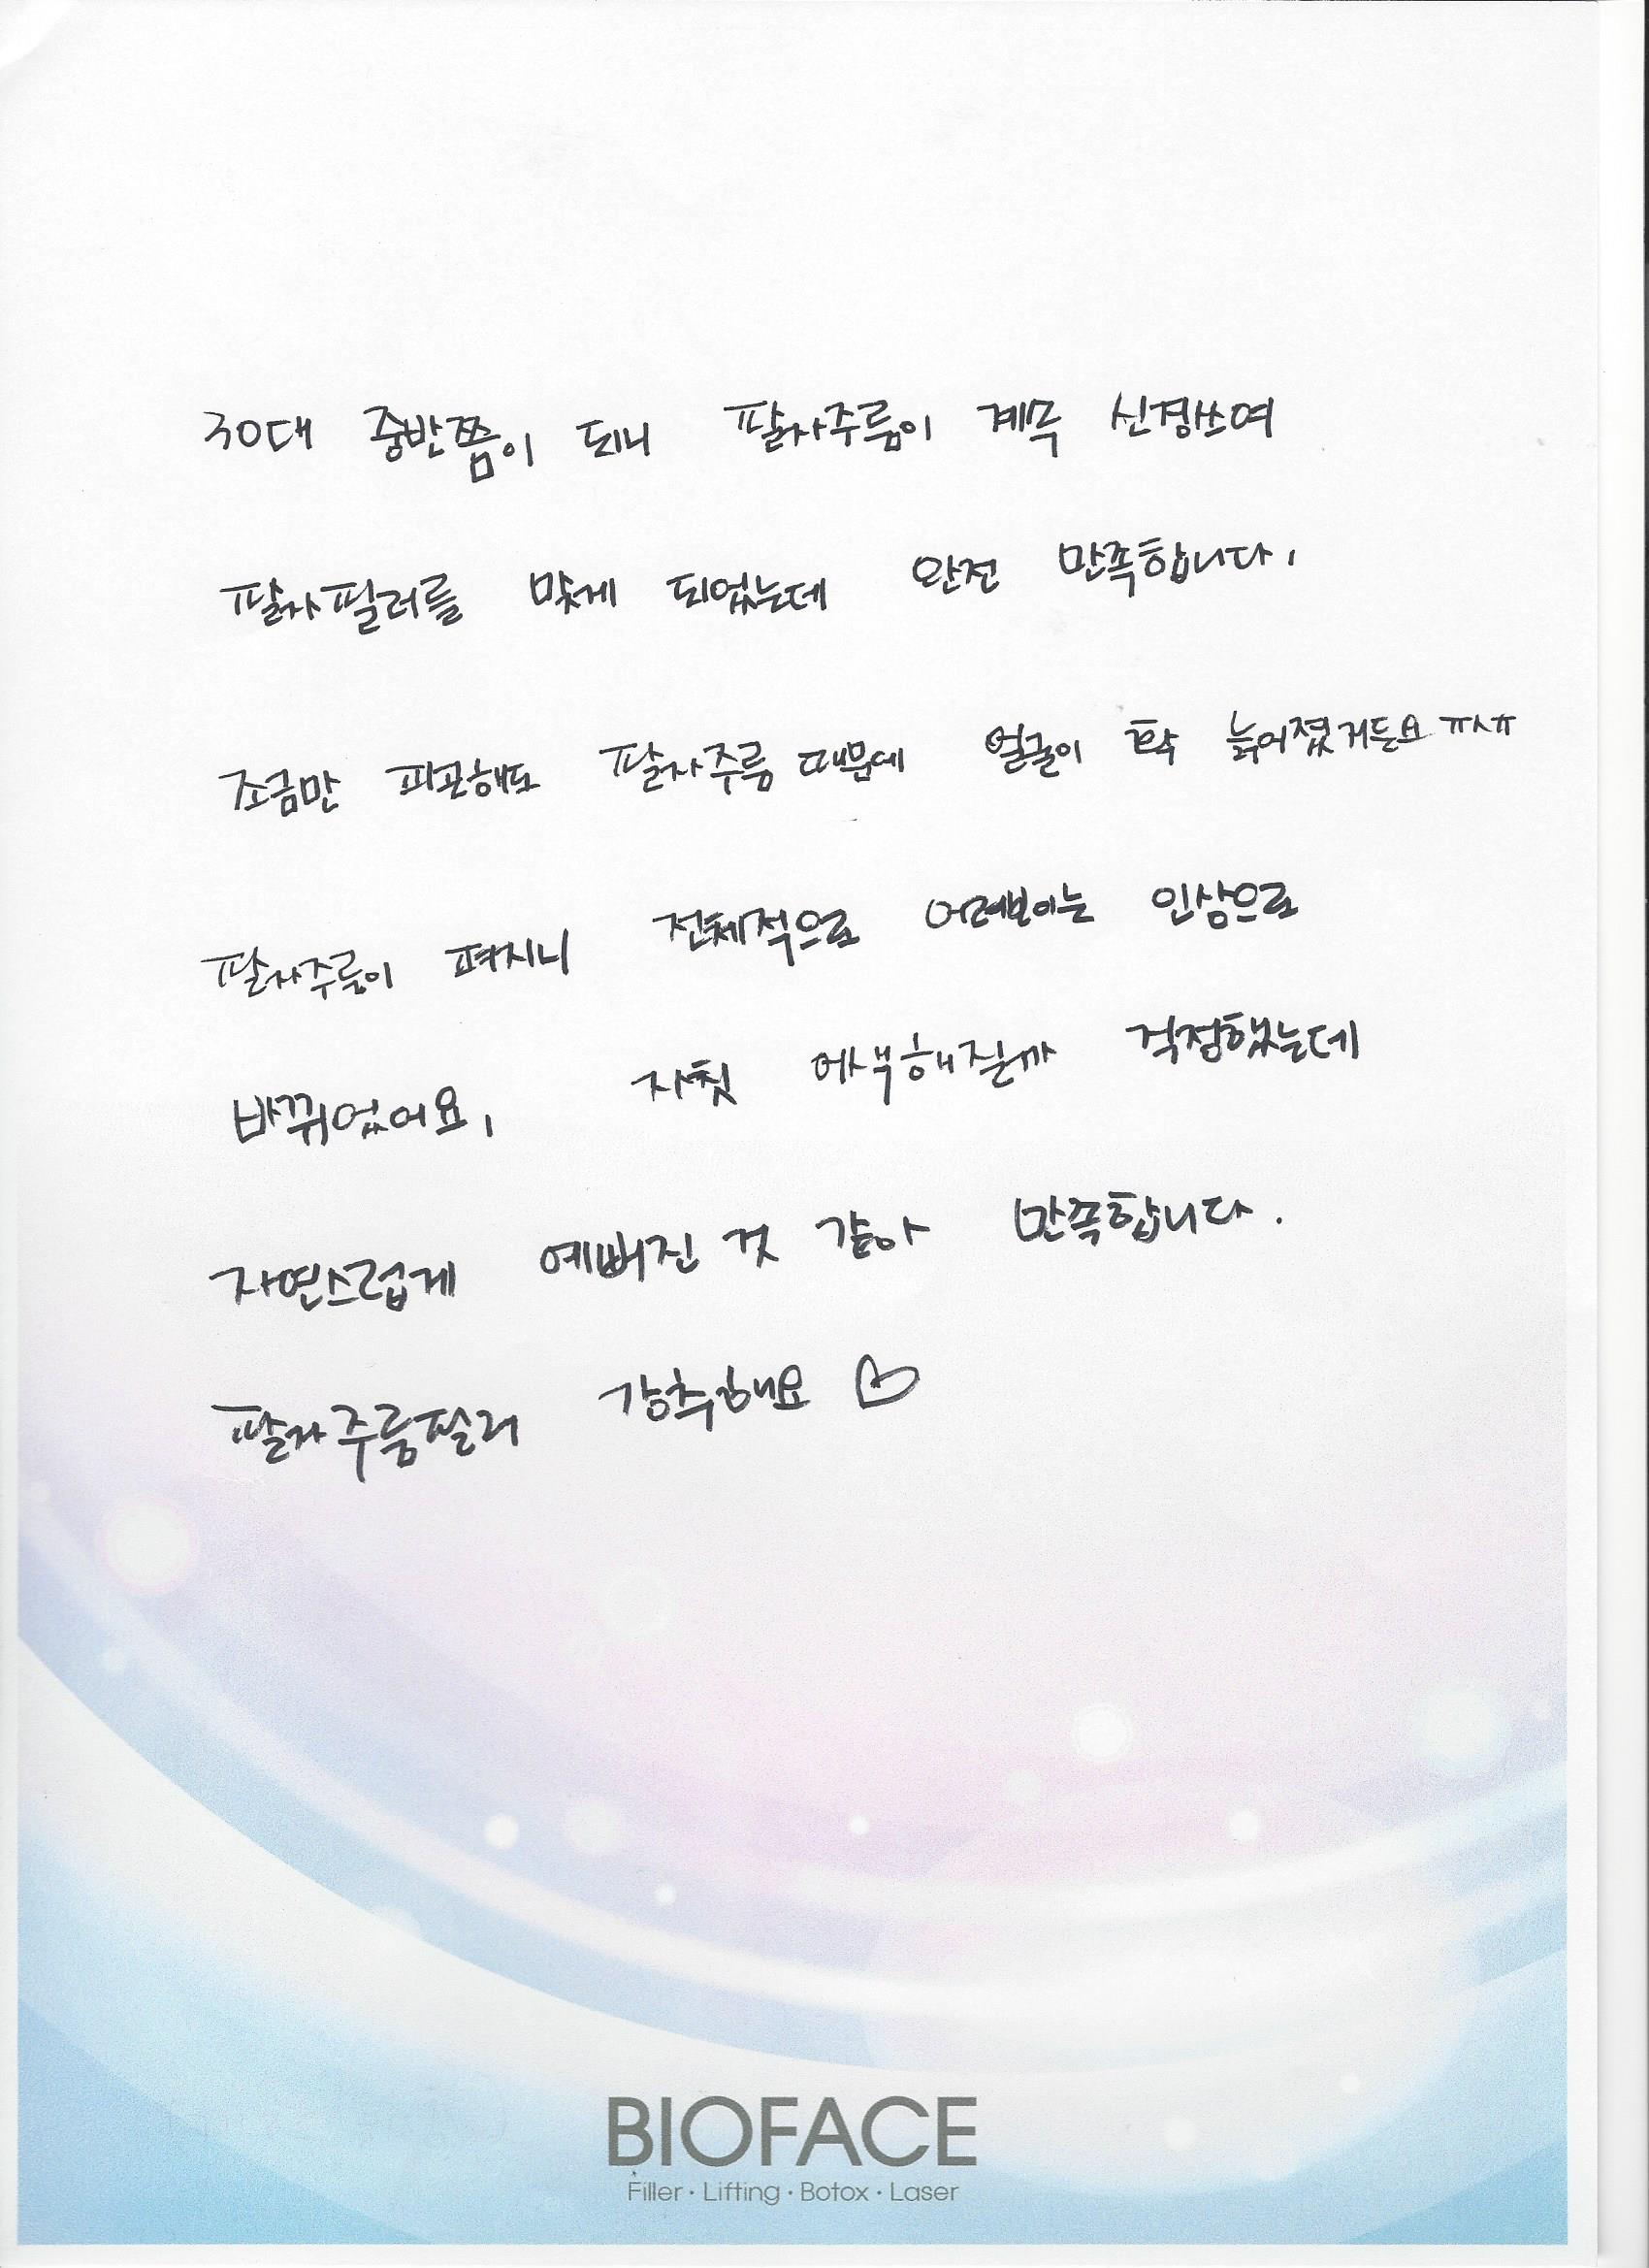 30대 중반쯤이 되니 팔자주름이 계속 신경쓰여
팔자필러를 맞게 되었는데 완전 만족합니다.
조금만 피곤해도 팔자주름 때문에 얼굴이 확 늙어졌거든요 ㅠㅅㅠ
팔자주름이 펴지니 전체적으로 어려보이는 인상으로
바뀌었어요, 자칫 어색해질까 걱정했는데
자연스럽게 예뻐진 것 같아 만족합니다.
팔자주름필러 강추해요 ♡
BIOFACE
Filler · Lifting · Botox · Laser